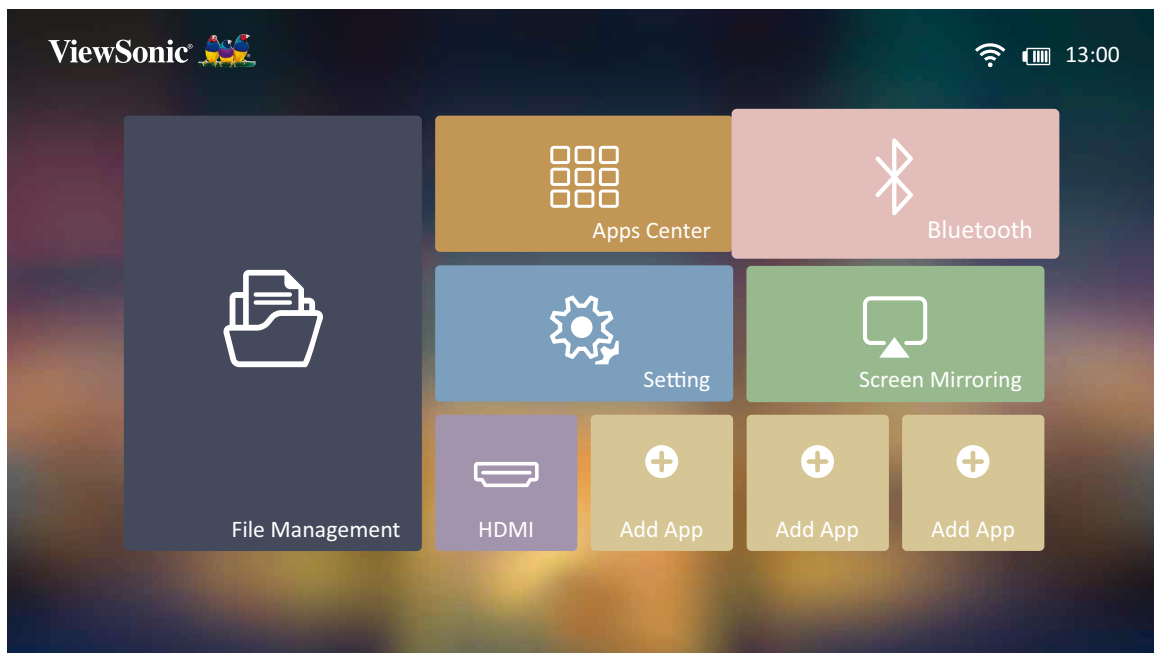 ViewSonic®
13:00
Apps Center
Bluetooth
Setting
Screen Mirroring
File Management
HDMI
Add App
Add App
Add App